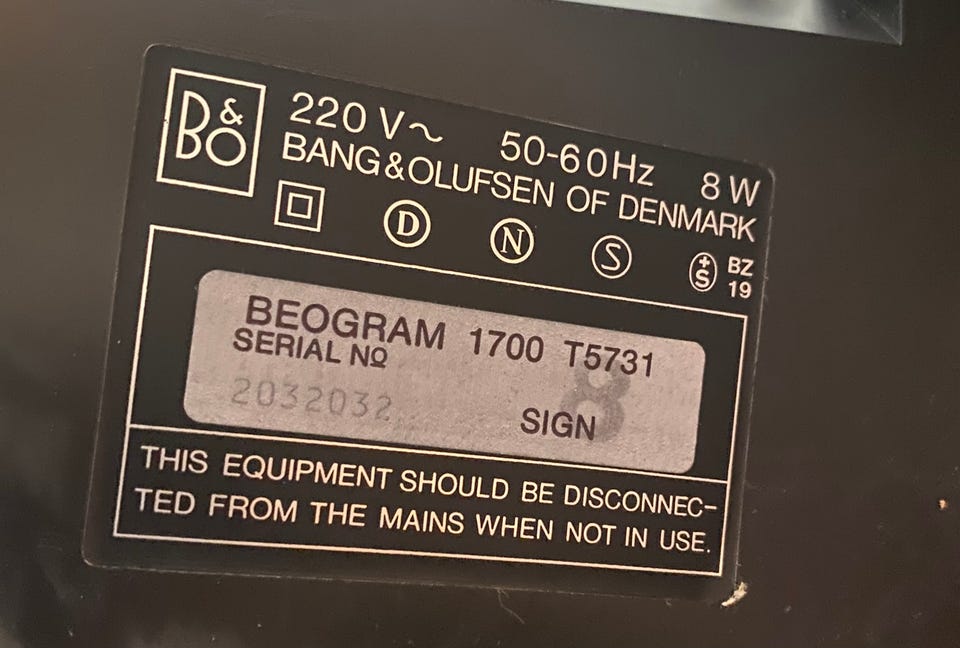 B&O
220 V~ 50-60Hz 8 W
BANG&OLUFSEN OF DENMARK
D N S +S BZ 19
BEOGRAM 1700 T5731
SERIAL Nº
2032032 SIGN 8
THIS EQUIPMENT SHOULD BE DISCONNEC-
TED FROM THE MAINS WHEN NOT IN USE.